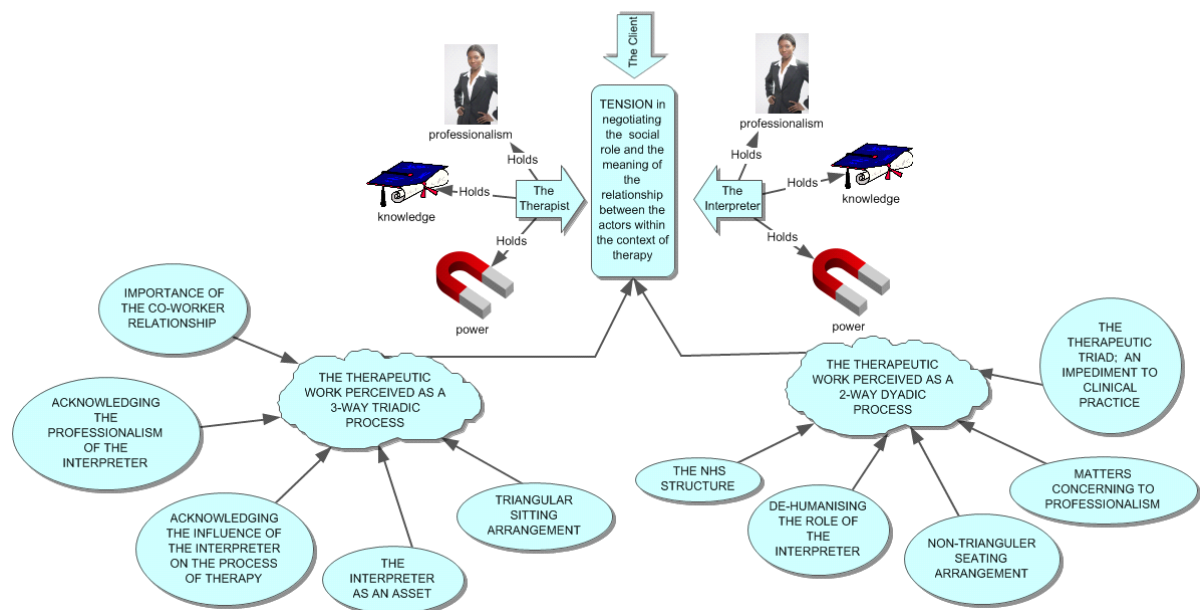 The Client
TENSION in
negotiating
the social
role and the
meaning of
the
relationship
between the
actors within
the context of
therapy
professionalism
Holds
Holds
knowledge
The
Therapist
Holds
power
professionalism
Holds
The
Interpreter
Holds
knowledge
Holds
power
IMPORTANCE OF
THE CO-WORKER
RELATIONSHIP
ACKNOWLEDGING
THE
PROFESSIONALISM
OF THE
INTERPRETER
THE THERAPEUTIC
WORK PERCEIVED AS A
3-WAY TRIADIC
PROCESS
ACKNOWLEDGING
THE INFLUENCE OF
THE INTERPRETER
ON THE PROCESS
OF THERAPY
THE
INTERPRETER
AS AN ASSET
TRIANGULAR
SITTING
ARRANGEMENT
THE THERAPEUTIC
WORK PERCEIVED AS A
2-WAY DYADIC
PROCESS
THE
THERAPEUTIC
TRIAD; AN
IMPEDIMENT TO
CLINICAL
PRACTICE
THE NHS
STRUCTURE
DE-HUMANISING
THE ROLE OF
THE
INTERPRETER
NON-TRIANGULER
SEATING
ARRANGEMENT
MATTERS
CONCERNING TO
PROFESSIONALISM